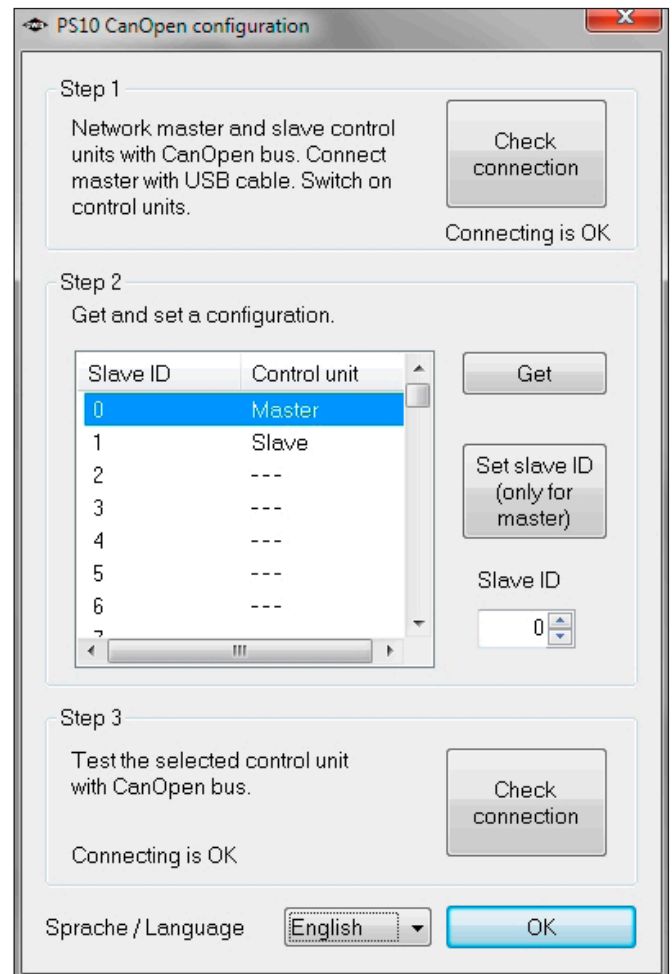 PS10 CanOpen configuration
Step 1
Network master and slave control
units with CanOpen bus. Connect
master with USB cable. Switch on
control units.
Check
connection
Connecting is OK
Step 2
Get and set a configuration.
Slave ID Control unit
0 Master
1 Slave
2 ---
3 ---
4 ---
5 ---
6 ---
Get
Set slave ID
(only for
master)
Slave ID
0
Step 3
Test the selected control unit
with CanOpen bus.
Check
connection
Connecting is OK
Sprache / Language English OK